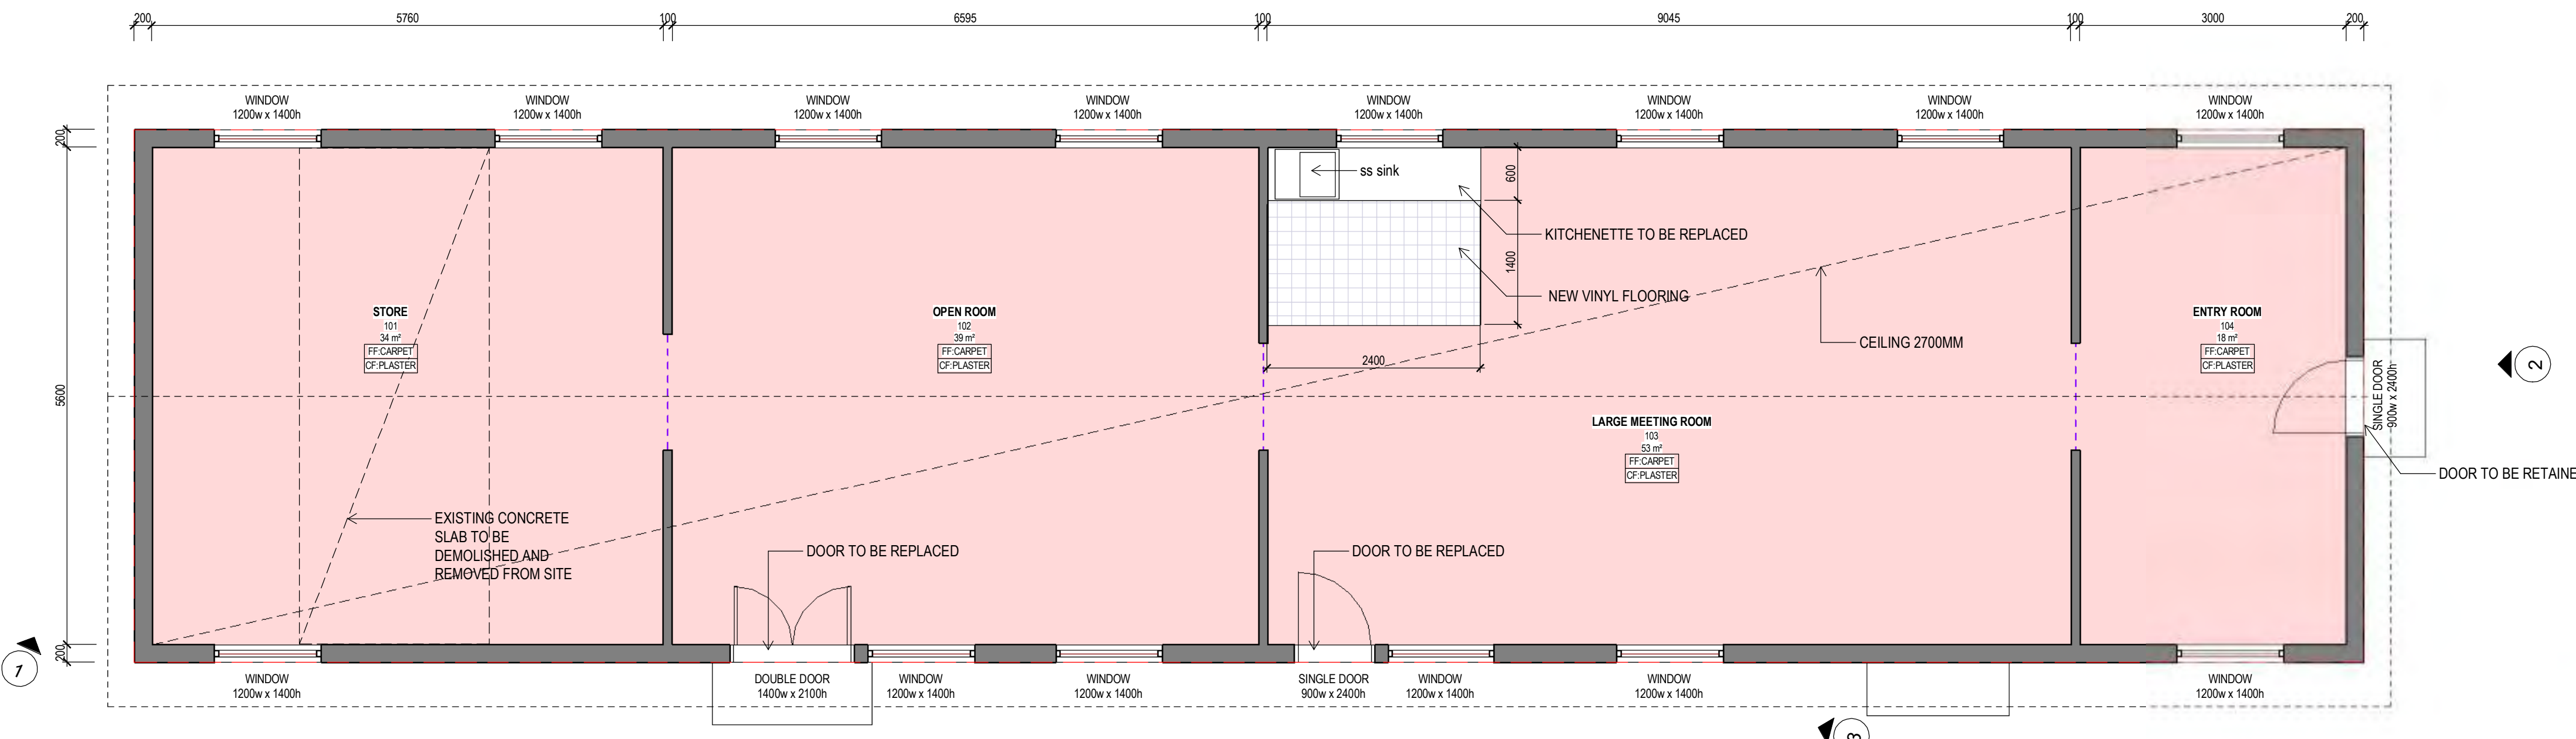 200 5760 100 6595 100 9045 100 3000 200
WINDOW
1200w x 1400h
WINDOW
1200w x 1400h
WINDOW
1200w x 1400h
WINDOW
1200w x 1400h
WINDOW
1200w x 1400h
WINDOW
1200w x 1400h
WINDOW
1200w x 1400h
WINDOW
1200w x 1400h
200
5600
200
ss sink
600
1400
2400
KITCHENETTE TO BE REPLACED
NEW VINYL FLOORING
CEILING 2700MM
STORE
101
34 m²
FF:CARPET
CF:PLASTER
OPEN ROOM
102
39 m²
FF:CARPET
CF:PLASTER
LARGE MEETING ROOM
103
53 m²
FF:CARPET
CF:PLASTER
ENTRY ROOM
104
18 m²
FF:CARPET
CF:PLASTER
SINGLE DOOR
900w x 2400h
2
DOOR TO BE RETAINE
EXISTING CONCRETE
SLAB TO BE
DEMOLISHED AND
REMOVED FROM SITE
DOOR TO BE REPLACED
DOOR TO BE REPLACED
1
WINDOW
1200w x 1400h
DOUBLE DOOR
1400w x 2100h
WINDOW
1200w x 1400h
WINDOW
1200w x 1400h
SINGLE DOOR
900w x 2400h
WINDOW
1200w x 1400h
WINDOW
1200w x 1400h
WINDOW
1200w x 1400h
3